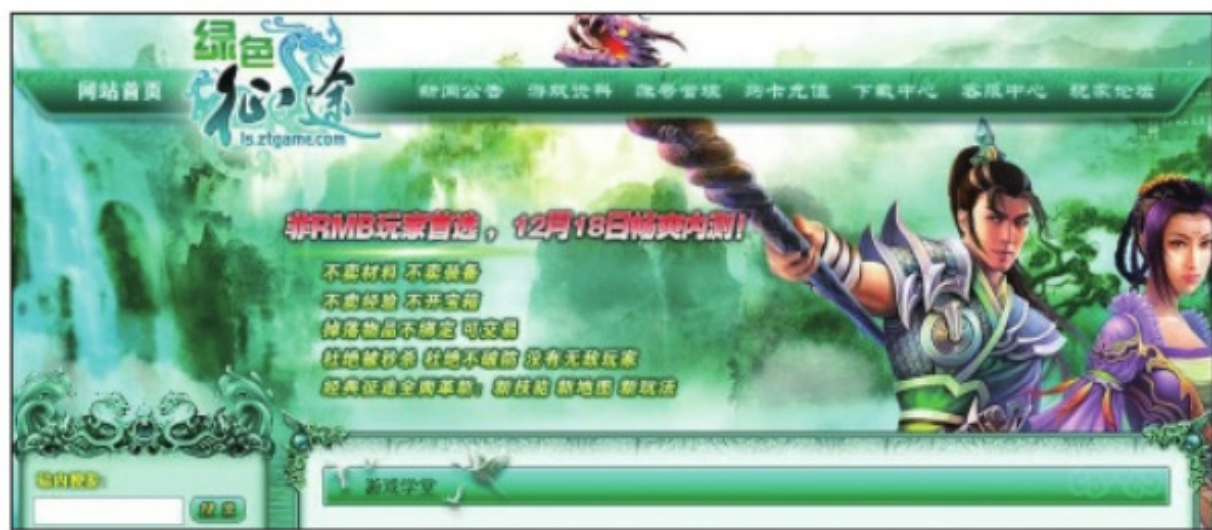 绿色
征途
ls.ztgame.com
网站首页 新闻公告 游戏资料 账号管理 购卡充值 下载中心 客服中心 玩家论坛
非RMB玩家首选，12月18日畅爽内测！
不卖材料 不卖装备
不卖经验 不开宝箱
掉落物品不绑定 可交易
杜绝被秒杀 杜绝不破防 没有无敌玩家
经典征途全面革新：新技能 新地图 新玩法
游戏学堂
站内搜索:
搜 索